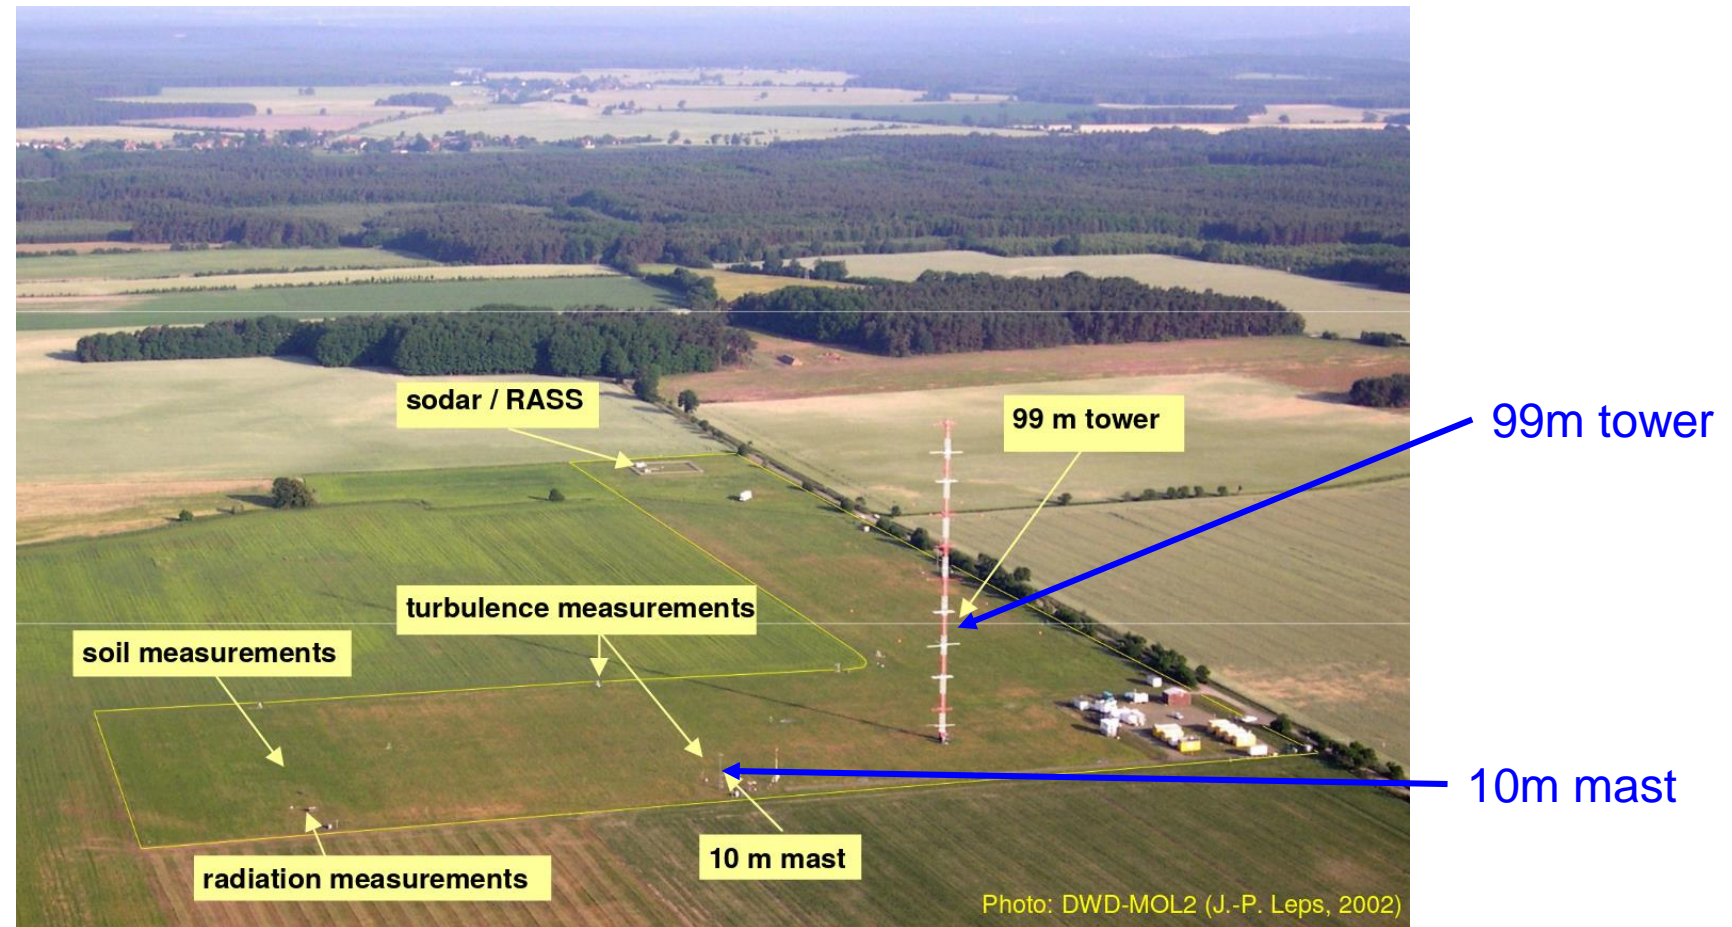 sodar / RASS
99 m tower
99m tower
turbulence measurements
soil measurements
10m mast
10 m mast
radiation measurements
Photo: DWD-MOL2 (J.-P. Leps, 2002)